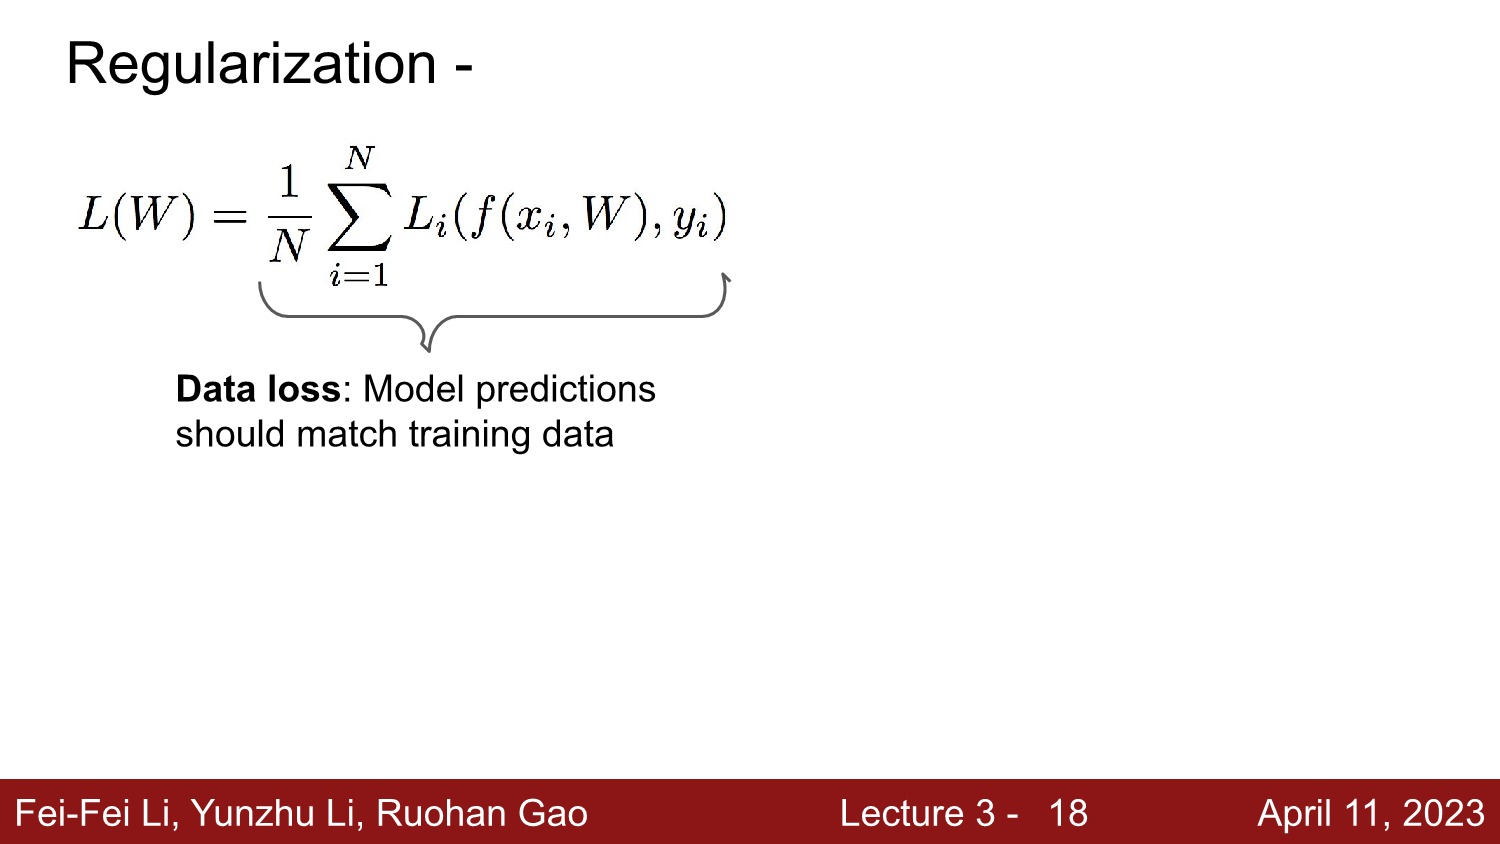 Regularization -
L(W) = \frac{1}{N} \sum_{i=1}^{N} L_i(f(x_i, W), y_i)
Data loss: Model predictions
should match training data
Fei-Fei Li, Yunzhu Li, Ruohan Gao Lecture 3 - 18 April 11, 2023